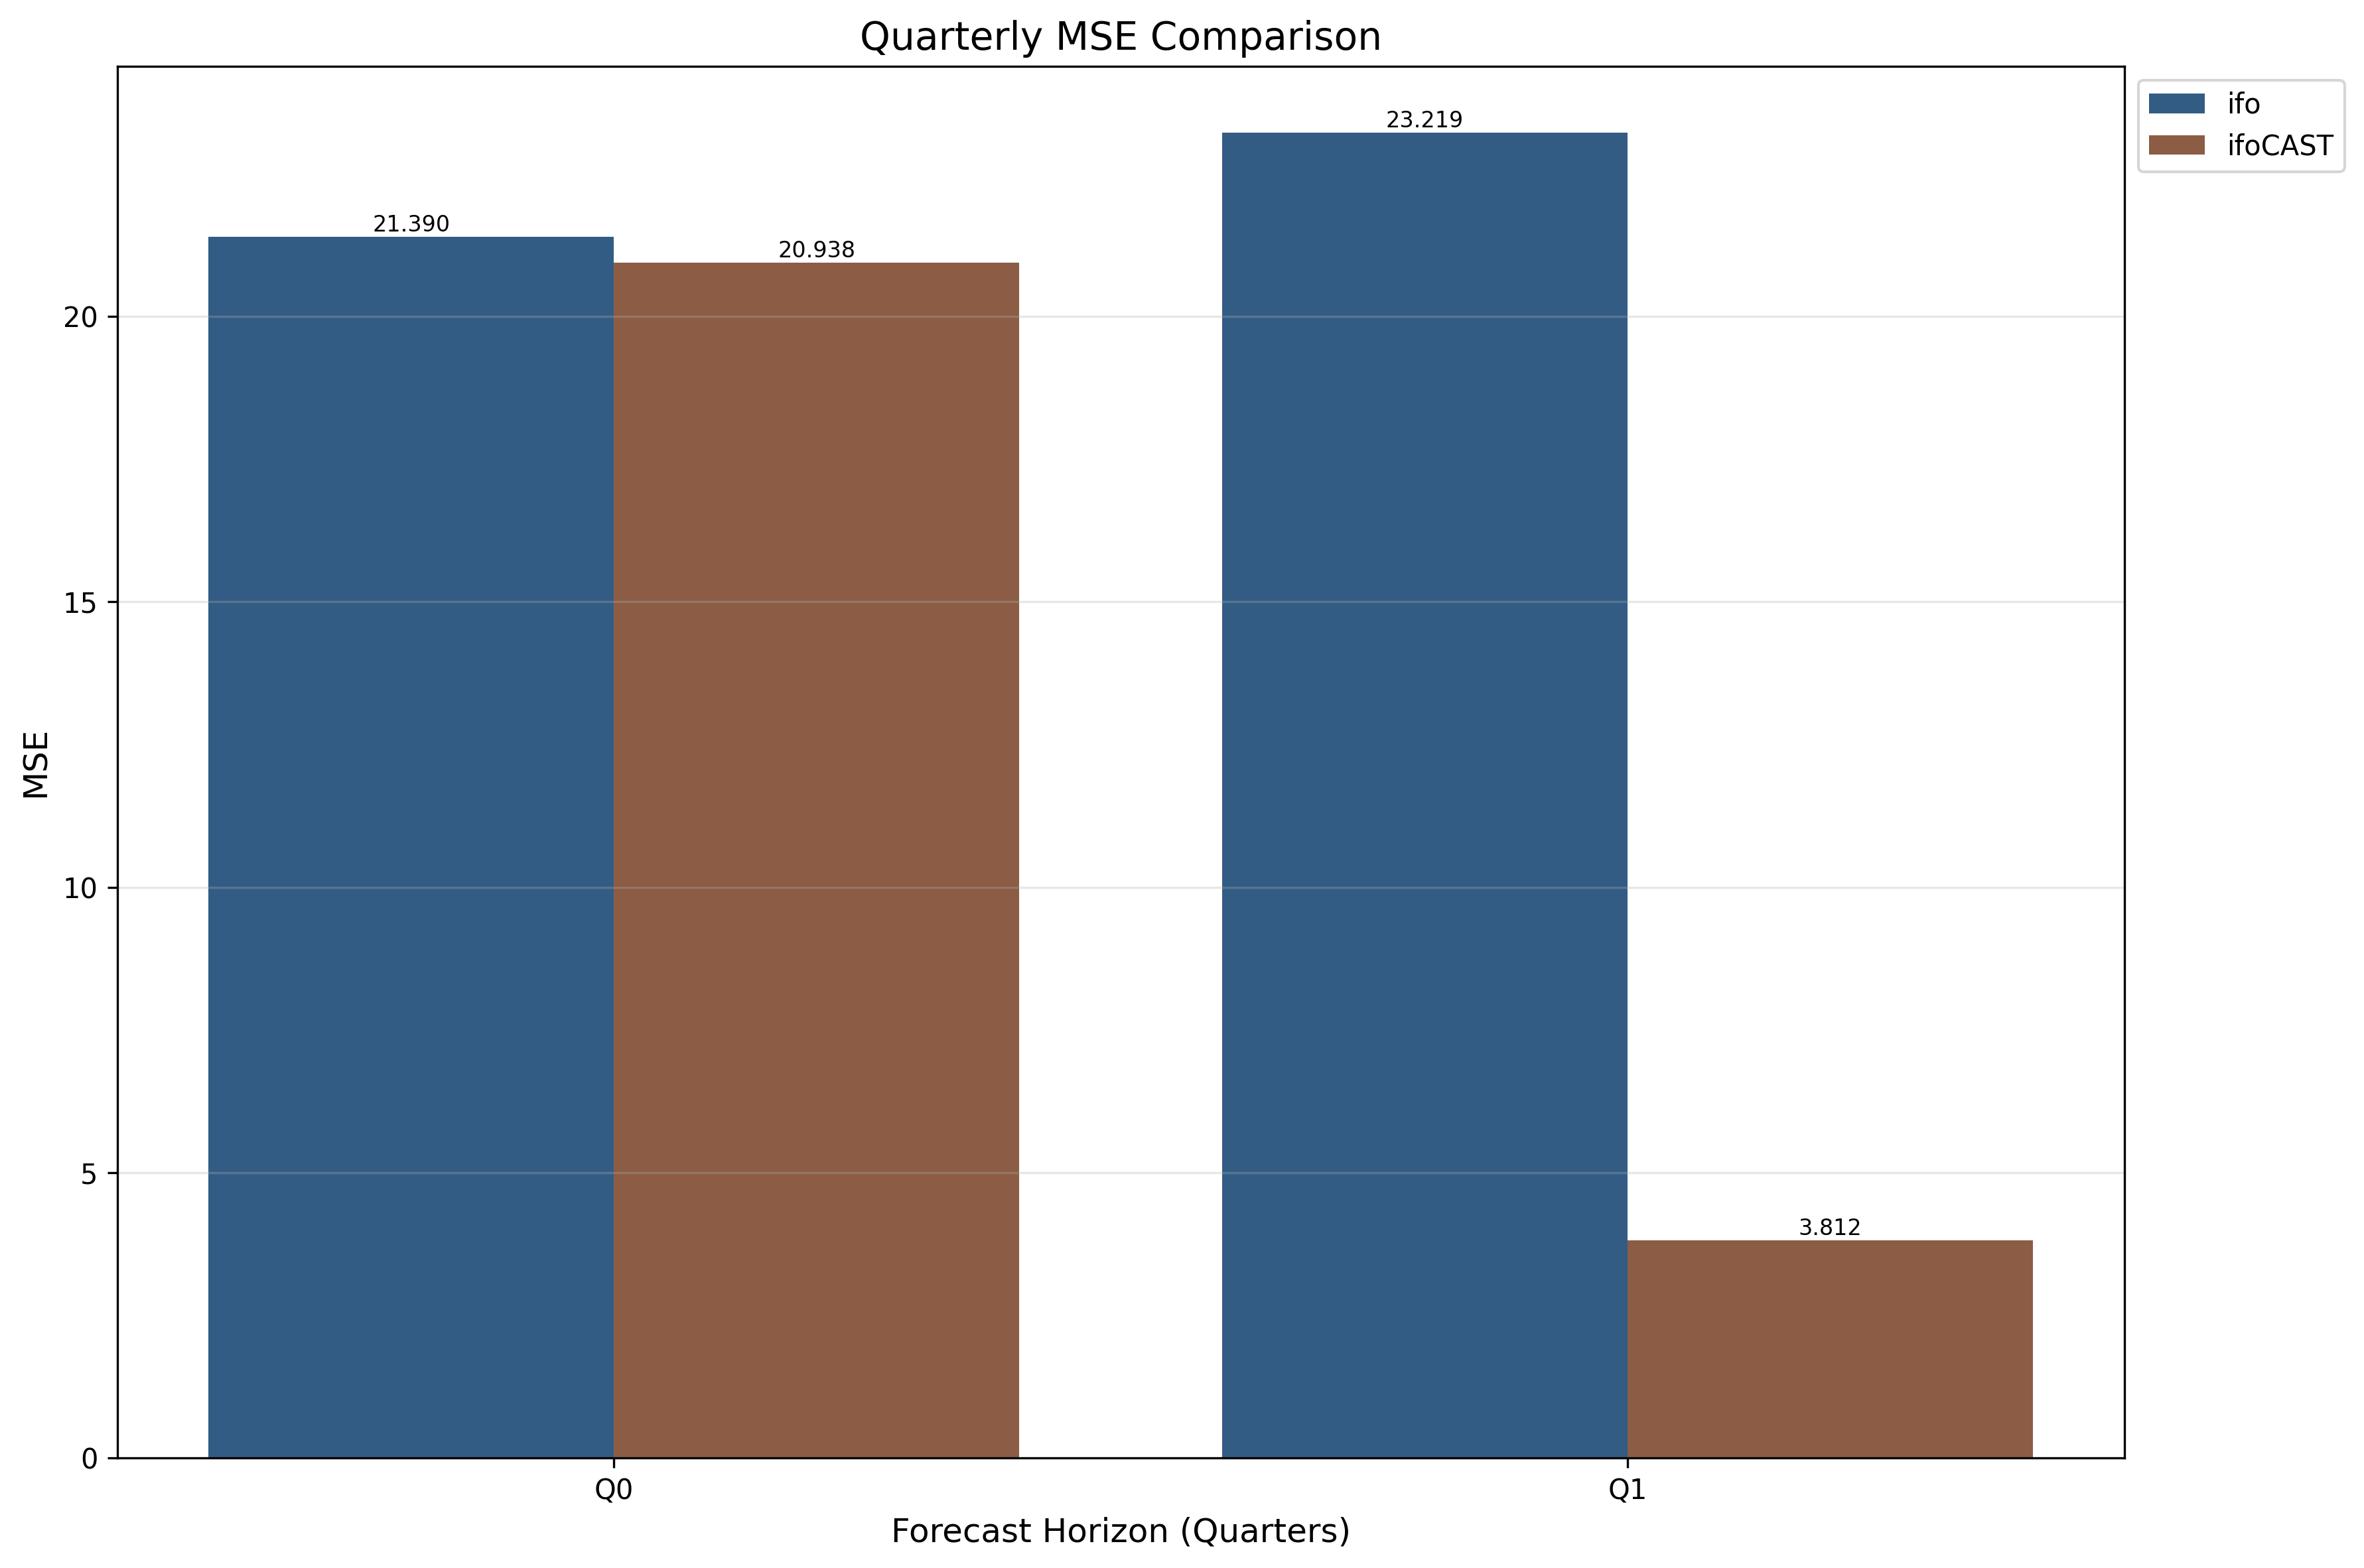 Quarterly MSE Comparison
ifo
ifoCAST
23.219
21.390
20.938
3.812
20
15
10
5
0
MSE
Q0
Q1
Forecast Horizon (Quarters)